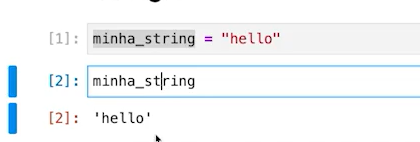 [1]: minha_string = "hello"
[2]: minha_string
[2]: 'hello'